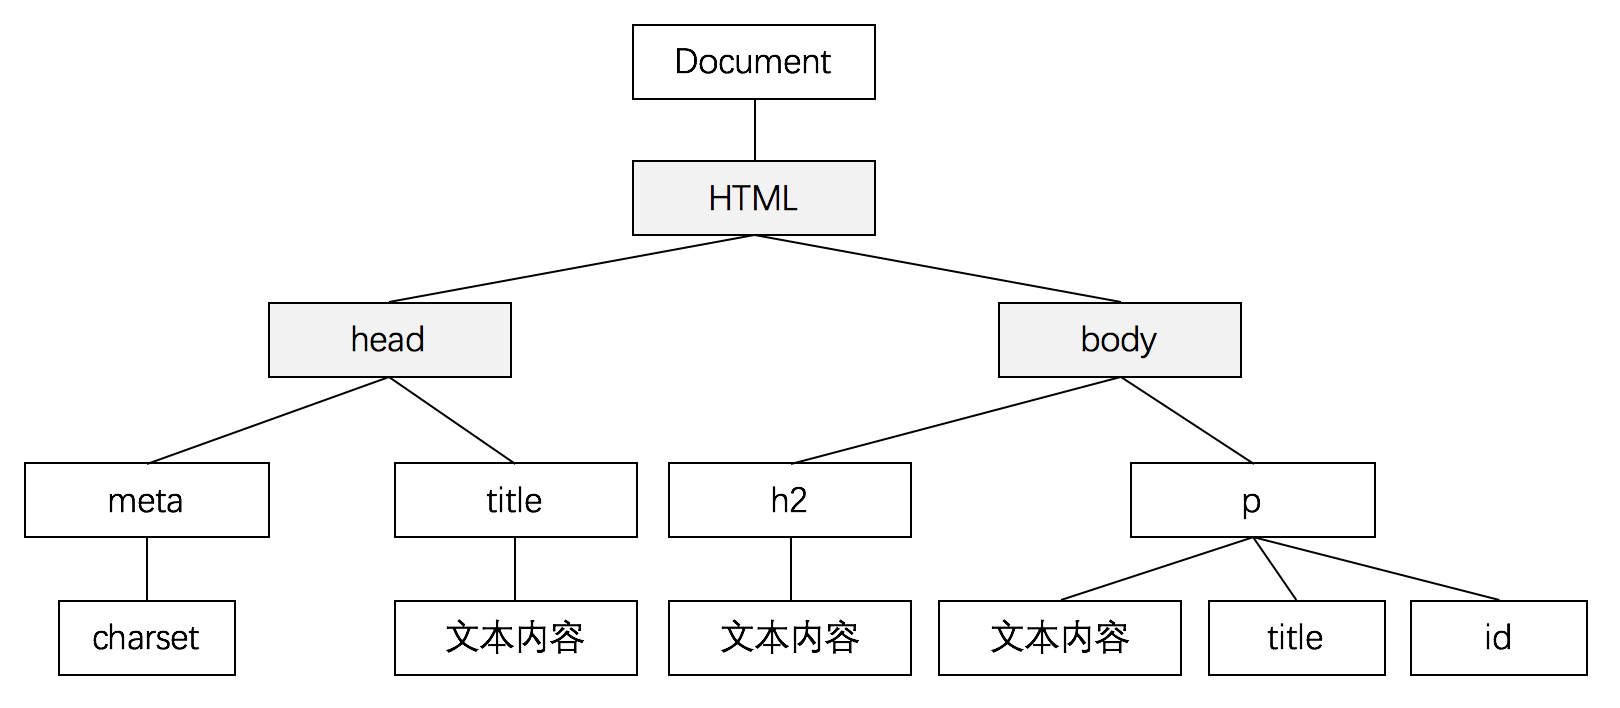 Document
HTML
head
body
meta
title
h2
p
charset
文本内容
文本内容
文本内容
title
id